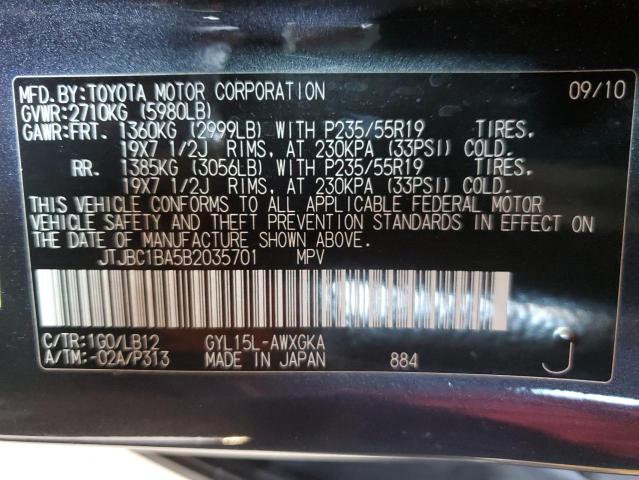 MFD.BY:TOYOTA MOTOR CORPORATION 09/10
GVWR:2710KG (5980LB)
GAWR:FRT. 1360KG (2999LB) WITH P235/55R19 TIRES,
19X7 1/2J RIMS, AT 230KPA (33PSI) COLD.
RR. 1385KG (3056LB) WITH P235/55R19 TIRES,
19X7 1/2J RIMS, AT 230KPA (33PSI) COLD.
THIS VEHICLE CONFORMS TO ALL APPLICABLE FEDERAL MOTOR
VEHICLE SAFETY AND THEFT PREVENTION STANDARDS IN EFFECT ON
THE DATE OF MANUFACTURE SHOWN ABOVE.
JTJBC1BA5B2035701 MPV
C/TR:1G0/LB12 GYL15L-AWXGKA
A/TM:-02A/P313 MADE IN JAPAN 884 J